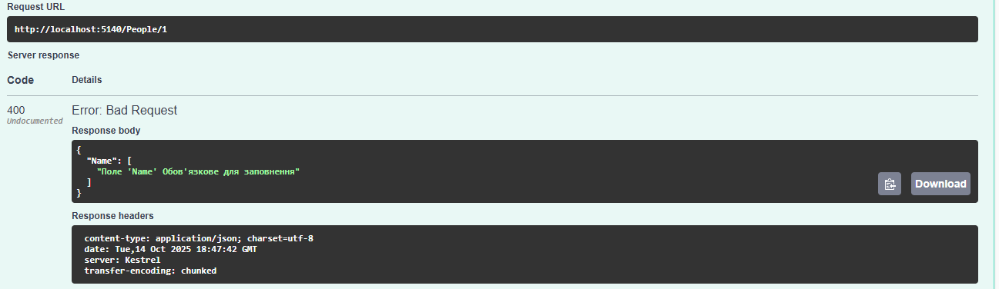 Request URL
http://localhost:5140/People/1
Server response
Code Details
400 Error: Bad Request
Undocumented
Response body
{
"Name": [
"Поле 'Name' Обов'язкове для заповнення"
]
}
Download
Response headers
content-type: application/json; charset=utf-8
date: Tue,14 Oct 2025 18:47:42 GMT
server: Kestrel
transfer-encoding: chunked